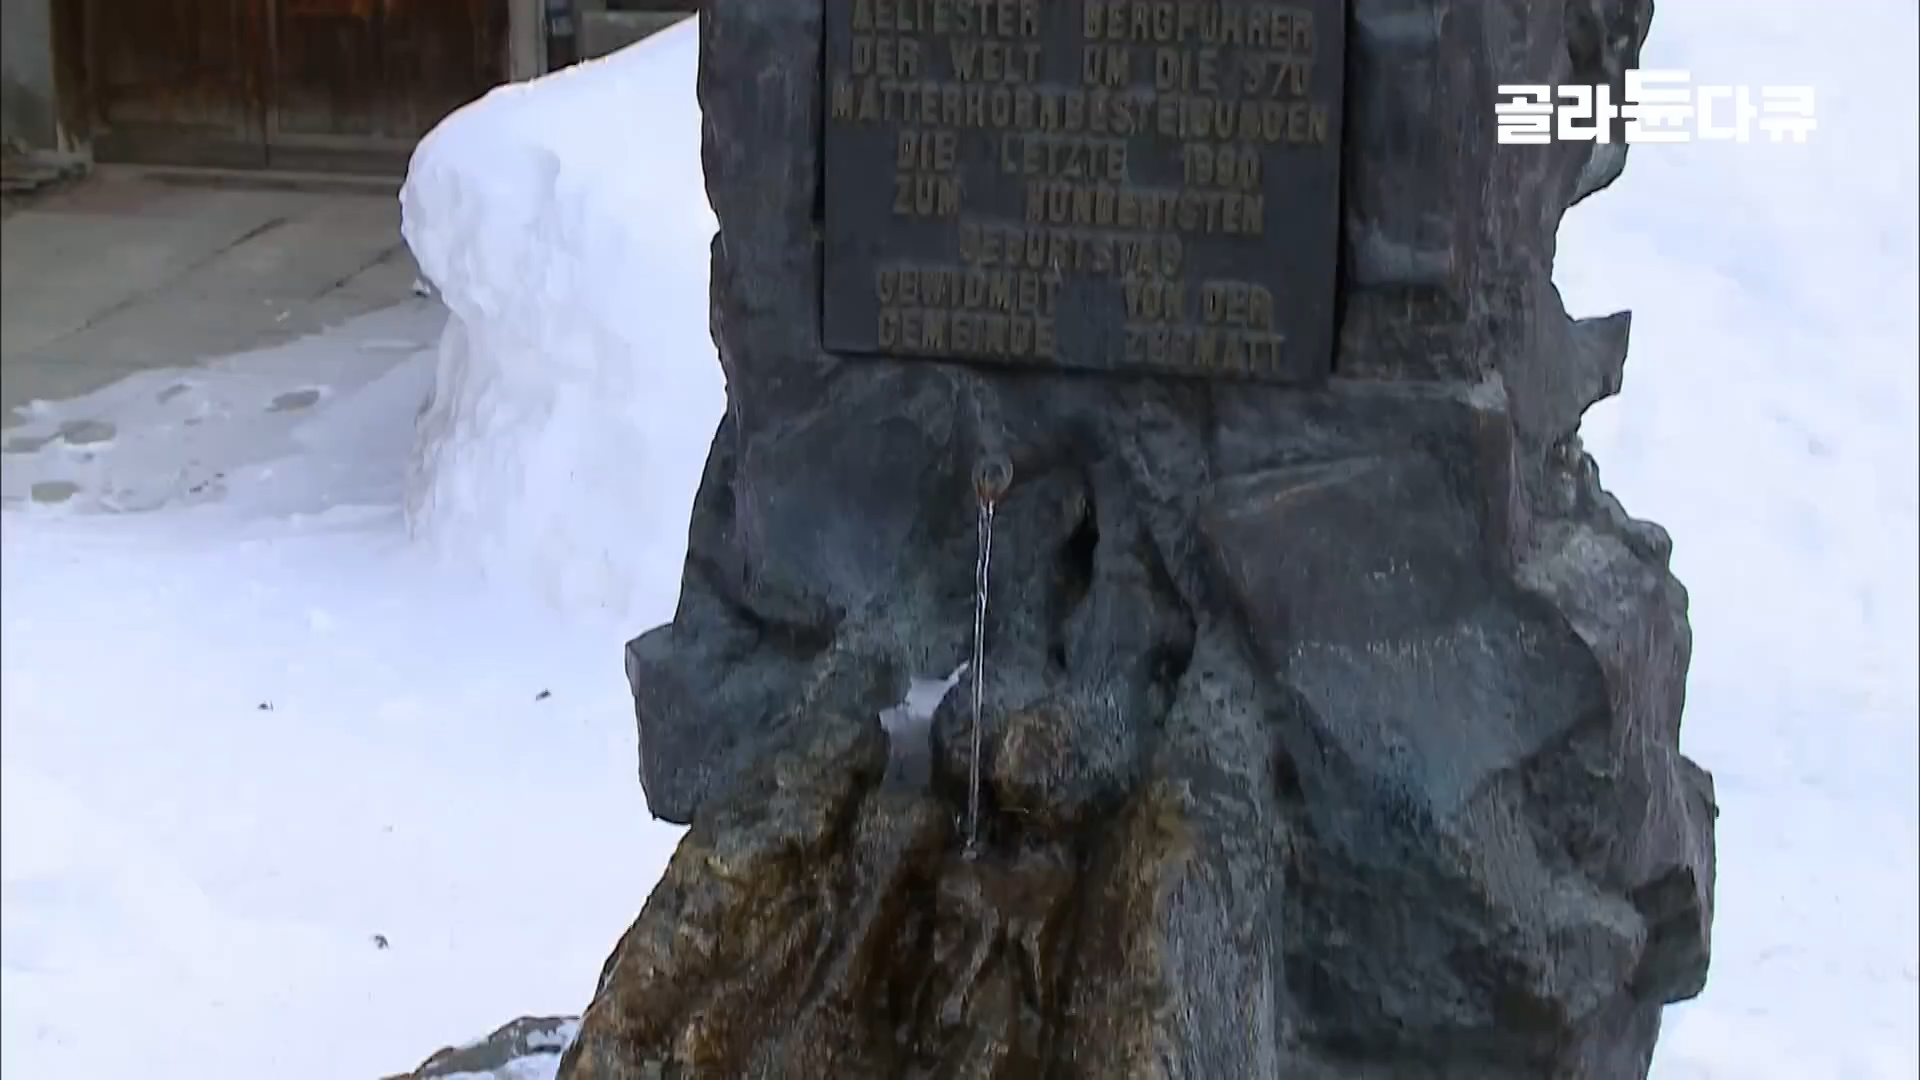 AELTESTER BERGFÜHRER
DER WELT UM DIE 370
MATTERHORNBESTEIGUNGEN
DIE LETZTE 1990
ZUM HUNDERTSTEN
GEBURTSTAG
GEWIDMET VON DER
GEMEINDE ZERMATT
골라듄다큐